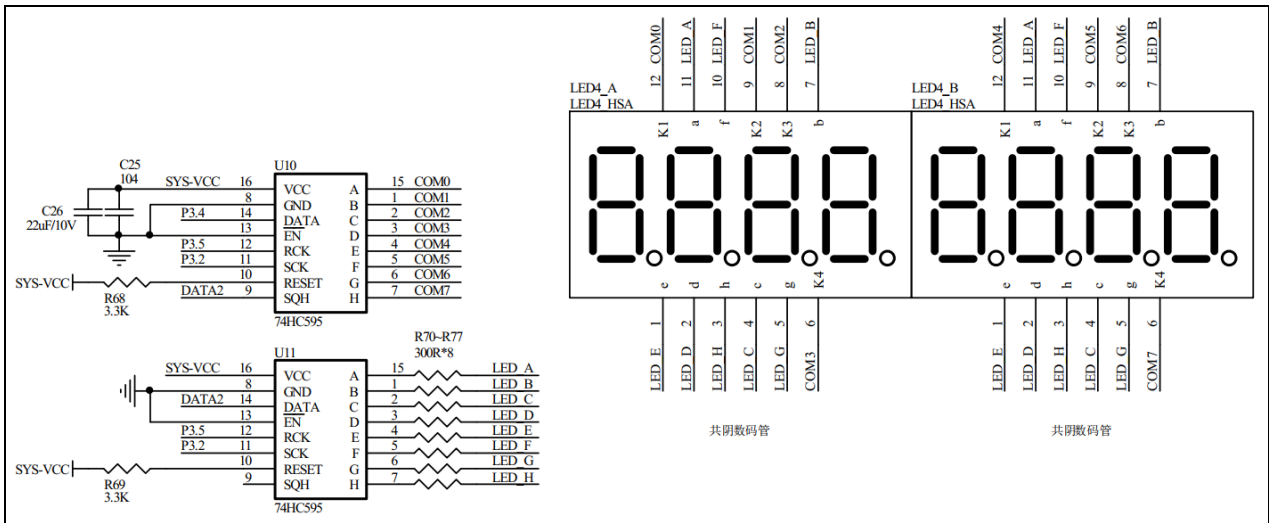 C25
104
C26
22uF/10V
SYS-VCC
P3.4
P3.5
P3.2
SYS-VCC
R68
3.3K
DATA2
U10
16 VCC A 15 COM0
8 GND B 1 COM1
14 DATA C 2 COM2
13 EN D 3 COM3
12 RCK E 4 COM4
11 SCK F 5 COM5
10 RESET G 6 COM6
9 SQH H 7 COM7
74HC595
R70~R77
300R*8
SYS-VCC
DATA2
P3.5
P3.2
SYS-VCC
R69
3.3K
U11
16 VCC A 15 LED_A
8 GND B 1 LED_B
14 DATA C 2 LED_C
13 EN D 3 LED_D
12 RCK E 4 LED_E
11 SCK F 5 LED_F
10 RESET G 6 LED_G
9 SQH H 7 LED_H
74HC595
COM0 LED_A LED_F COM1 COM2 LED_B
12 11 10 9 8 7
LED4_A
LED4_HSA
K1 a f K2 K3 b
e d h c g K4
1 2 3 4 5 6
LED_E LED_D LED_H LED_C LED_G COM3
共阴数码管
COM4 LED_A LED_F COM5 COM6 LED_B
12 11 10 9 8 7
LED4_B
LED4_HSA
K1 a f K2 K3 b
e d h c g K4
1 2 3 4 5 6
LED_E LED_D LED_H LED_C LED_G COM7
共阴数码管